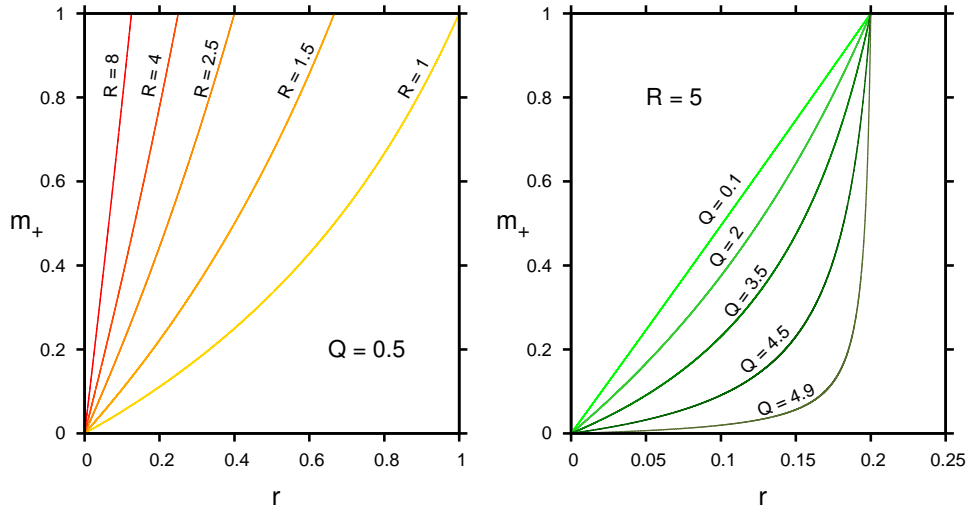 1
0.8
0.6
0.4
0.2
0
m+
0
0.2
0.4
0.6
0.8
1
r
R = 8
R = 4
R = 2.5
R = 1.5
R = 1
Q = 0.5
1
0.8
0.6
0.4
0.2
0
m+
0
0.05
0.1
0.15
0.2
0.25
r
R = 5
Q = 0.1
Q = 2
Q = 3.5
Q = 4.5
Q = 4.9